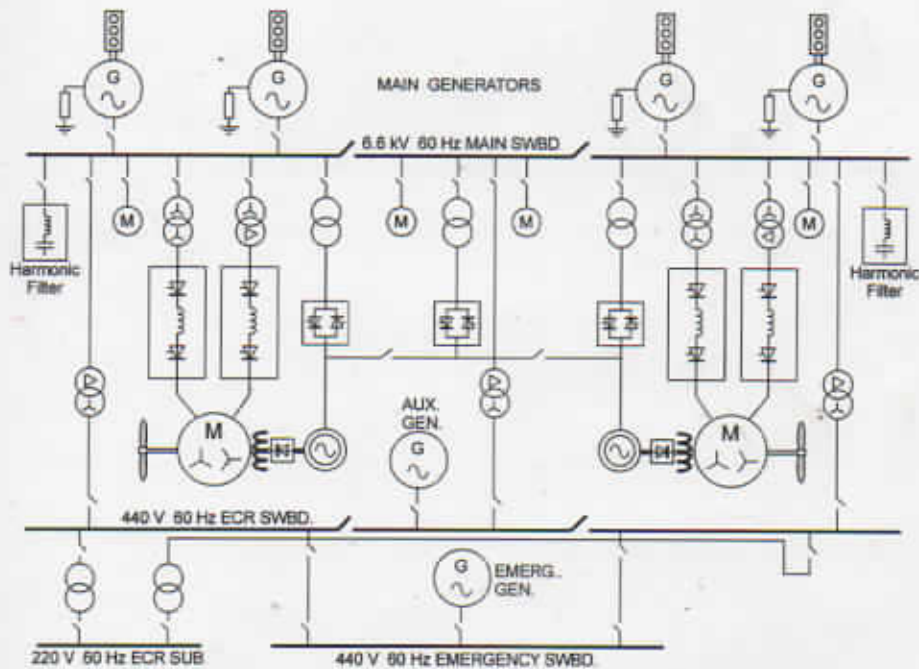 G
G
G
G
MAIN GENERATORS
6.6 kV 60 Hz MAIN SWBD
M
M
M
M
Harmonic
Filter
Harmonic
Filter
AUX.
GEN.
G
M
M
440 V 60 Hz ECR SWBD.
G
EMERG..
GEN.
220 V 60 Hz ECR SUB
440 V 60 Hz EMERGENCY SWBD.